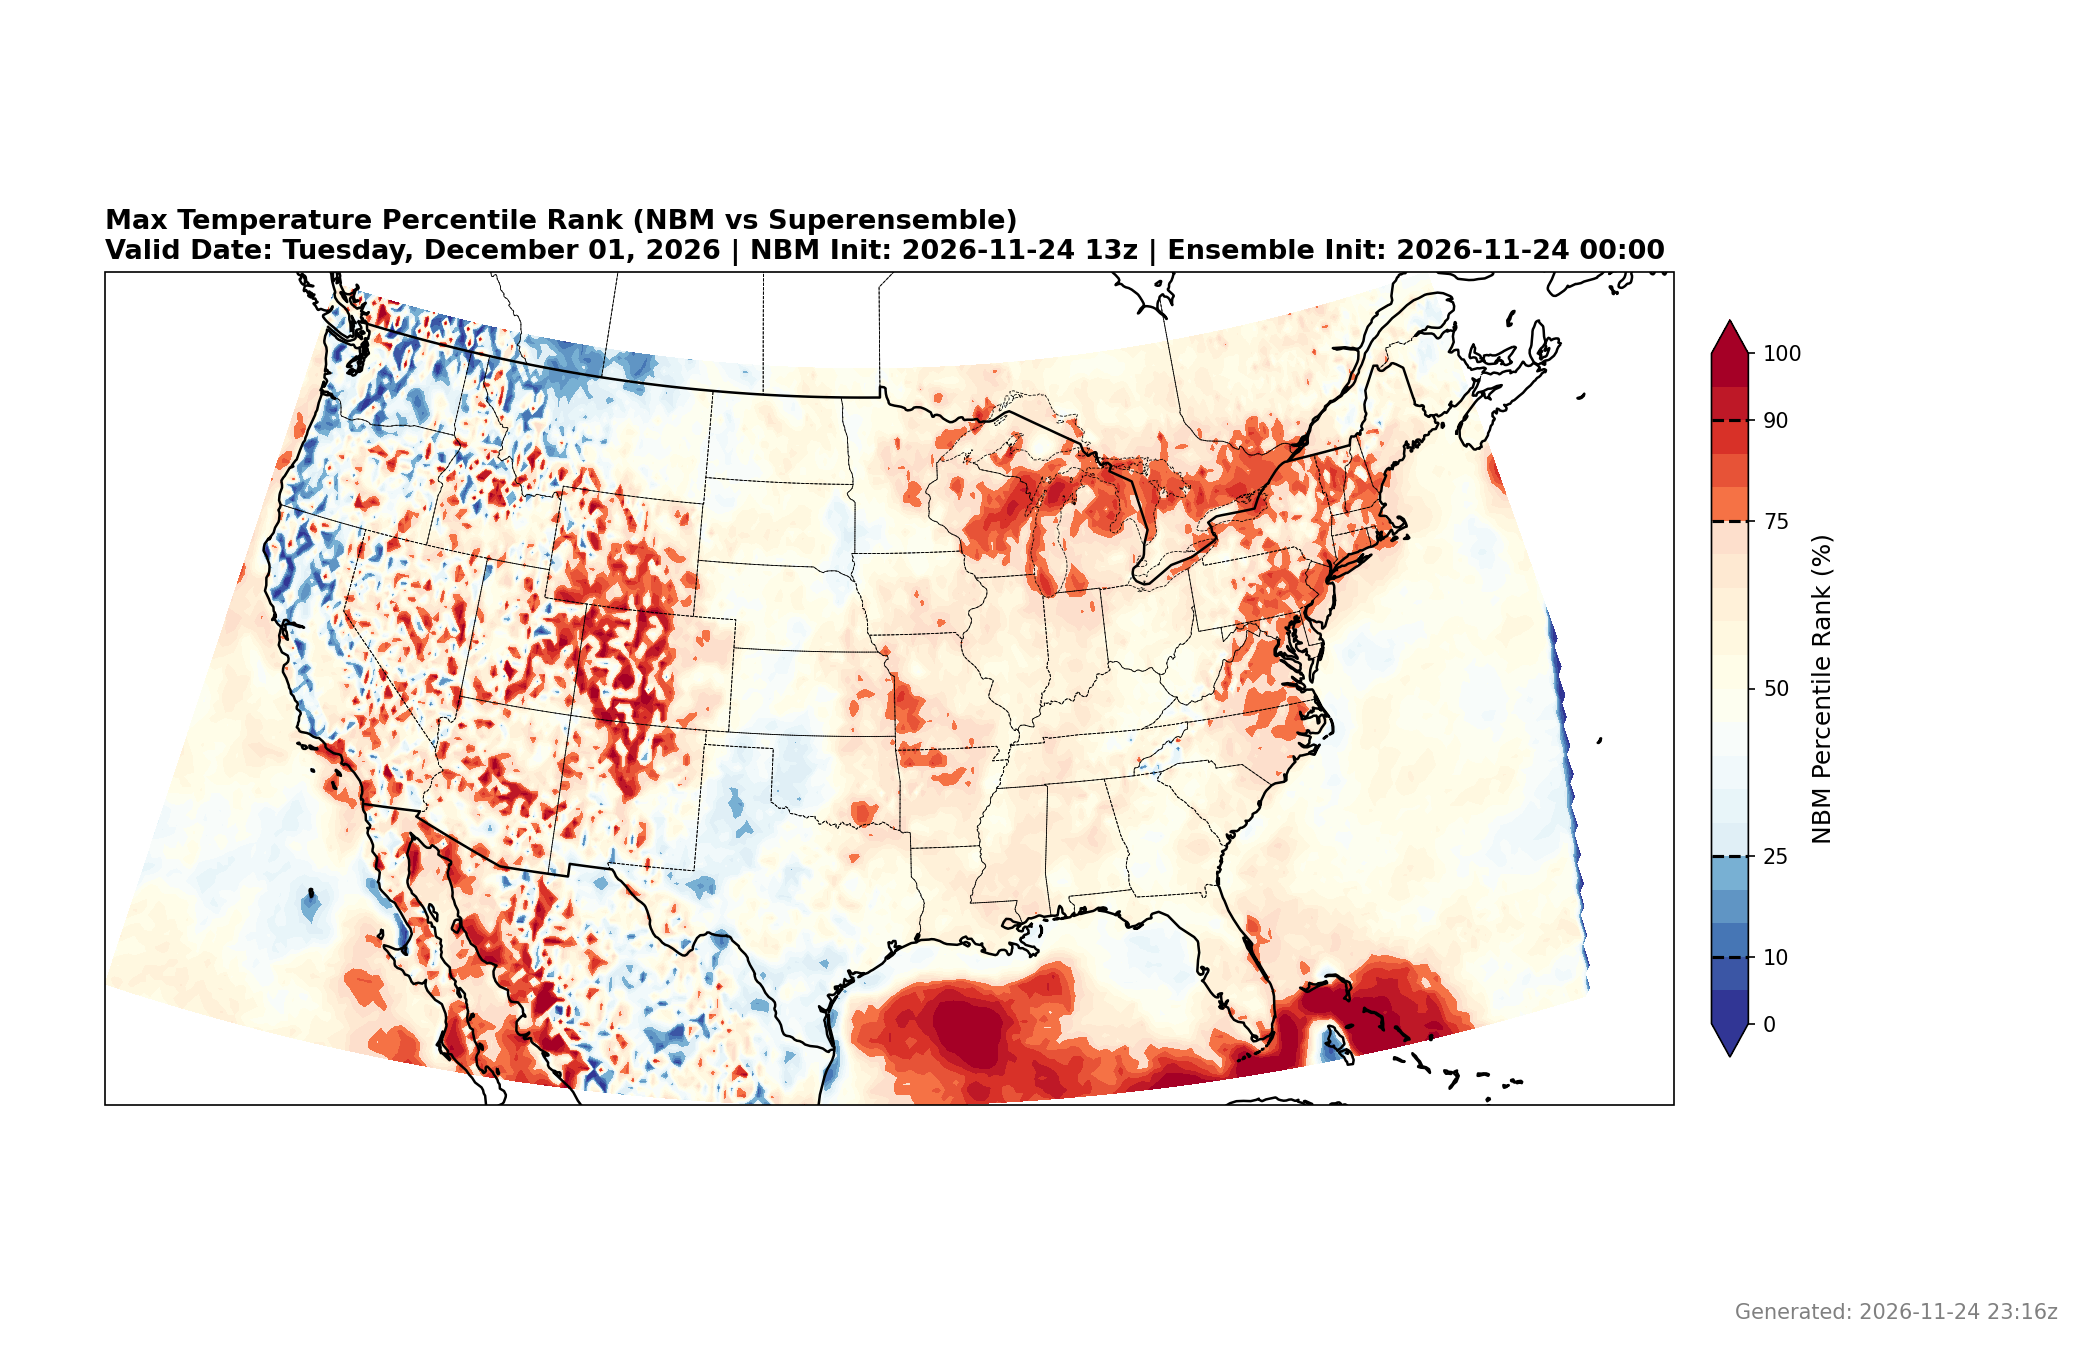 Max Temperature Percentile Rank (NBM vs Superensemble)
Valid Date: Tuesday, December 01, 2026 | NBM Init: 2026-11-24 13z | Ensemble Init: 2026-11-24 00:00
100
90
75
50
25
10
0
NBM Percentile Rank (%)
Generated: 2026-11-24 23:16z